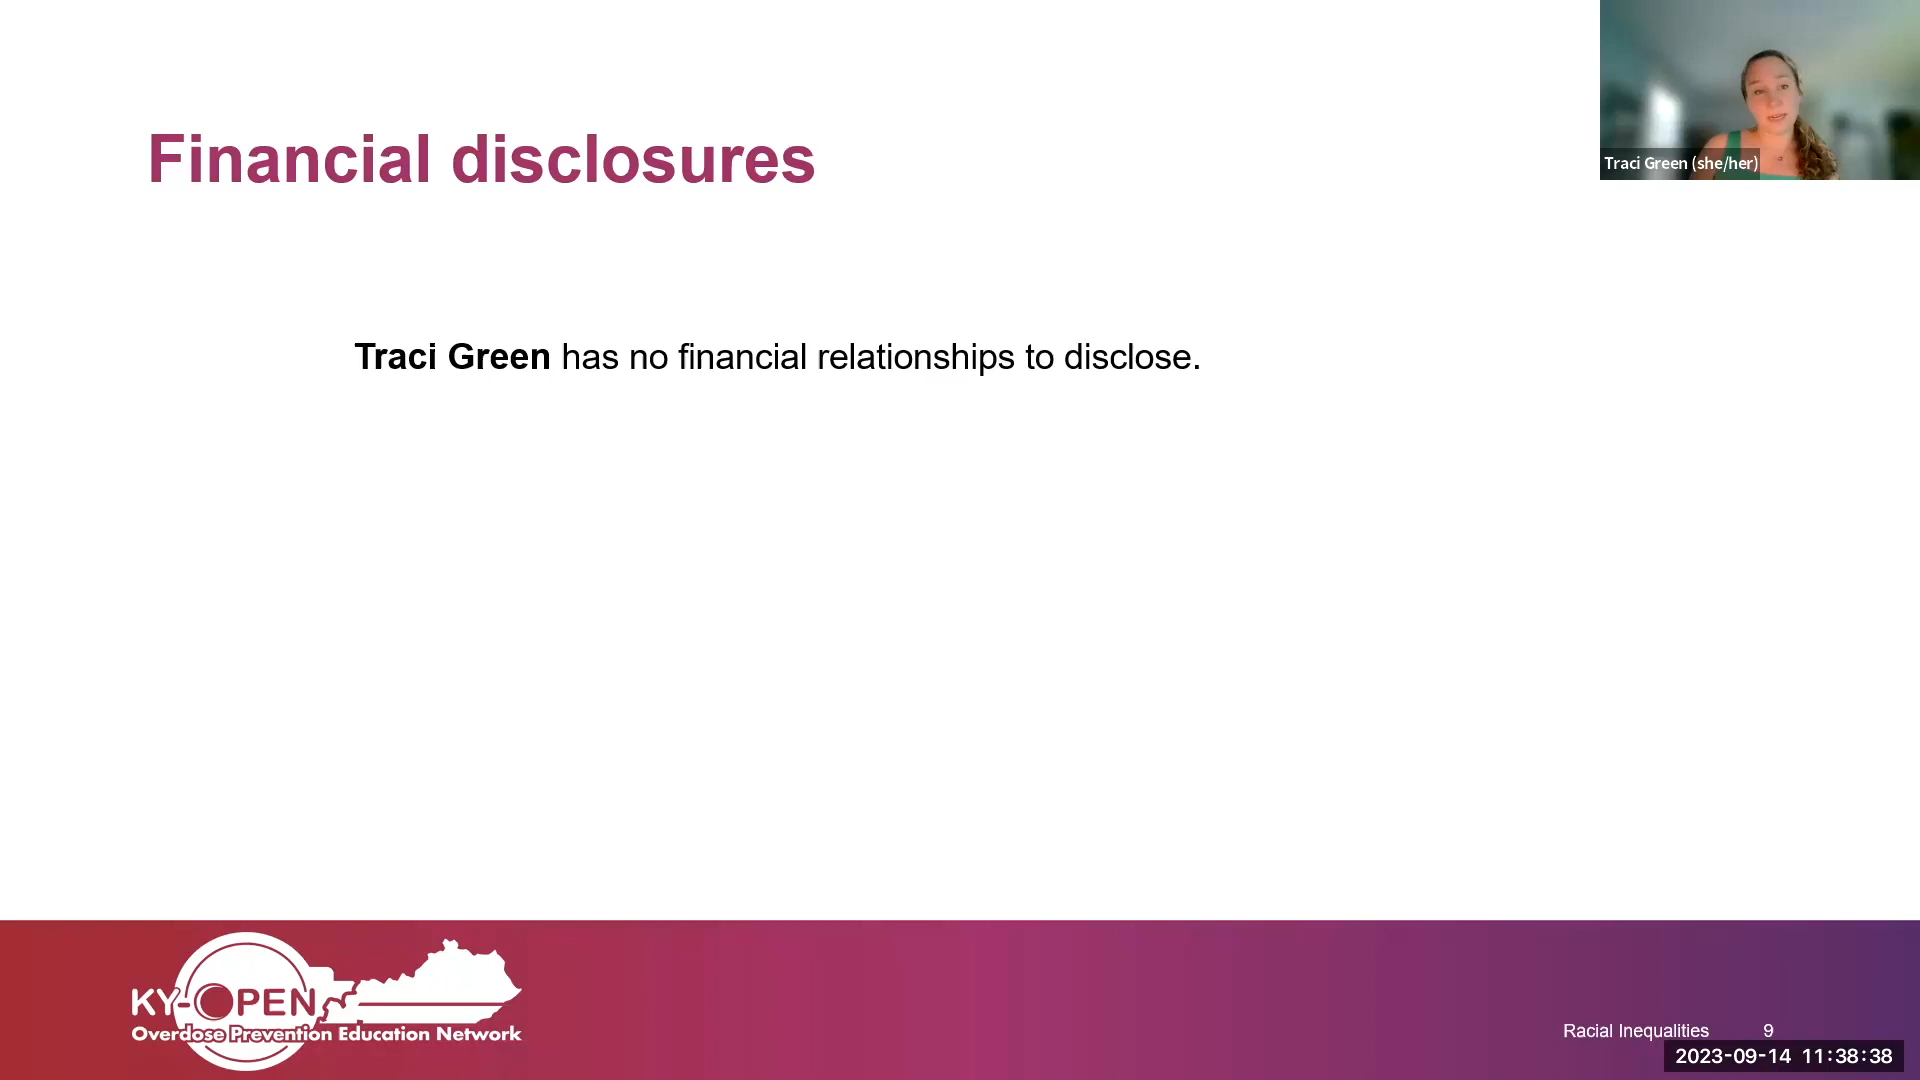 Traci Green (she/her)
Financial disclosures
Traci Green has no financial relationships to disclose.
KY-OPEN
Overdose Prevention Education Network
Racial Inequalities 9
2023-09-14 11:38:38